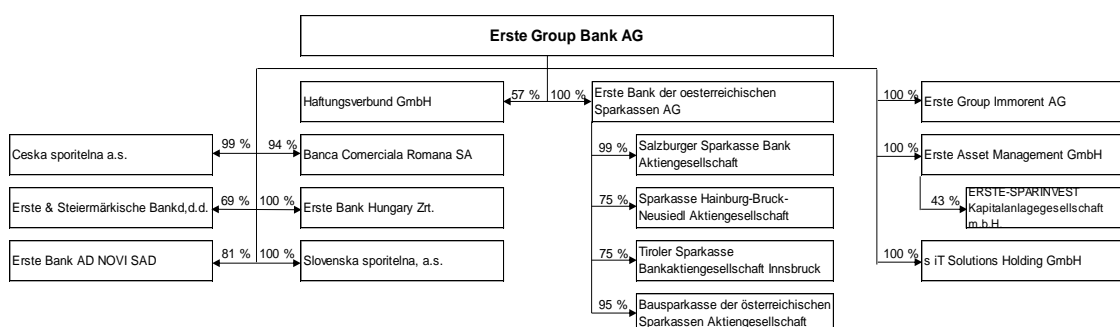 Erste Group Bank AG
Haftungsverbund GmbH
57 %
100 %
Erste Bank der oesterreichischen
Sparkassen AG
100 %
Erste Group Immorent AG
Ceska sporitelna a.s.
99 %
94 %
Banca Comerciala Romana SA
99 %
Salzburger Sparkasse Bank
Aktiengesellschaft
100 %
Erste Asset Management GmbH
Erste & Steiermärkische Bankd,d.d.
69 %
100 %
Erste Bank Hungary Zrt.
75 %
Sparkasse Hainburg-Bruck-
Neusiedl Aktiengesellschaft
43 %
ERSTE-SPARINVEST
Kapitalanlagegesellschaft
m.b.H.
Erste Bank AD NOVI SAD
81 %
100 %
Slovenska sporitelna, a.s.
75 %
Tiroler Sparkasse
Bankaktiengesellschaft Innsbruck
100 %
s iT Solutions Holding GmbH
95 %
Bausparkasse der österreichischen
Sparkassen Aktiengesellschaft